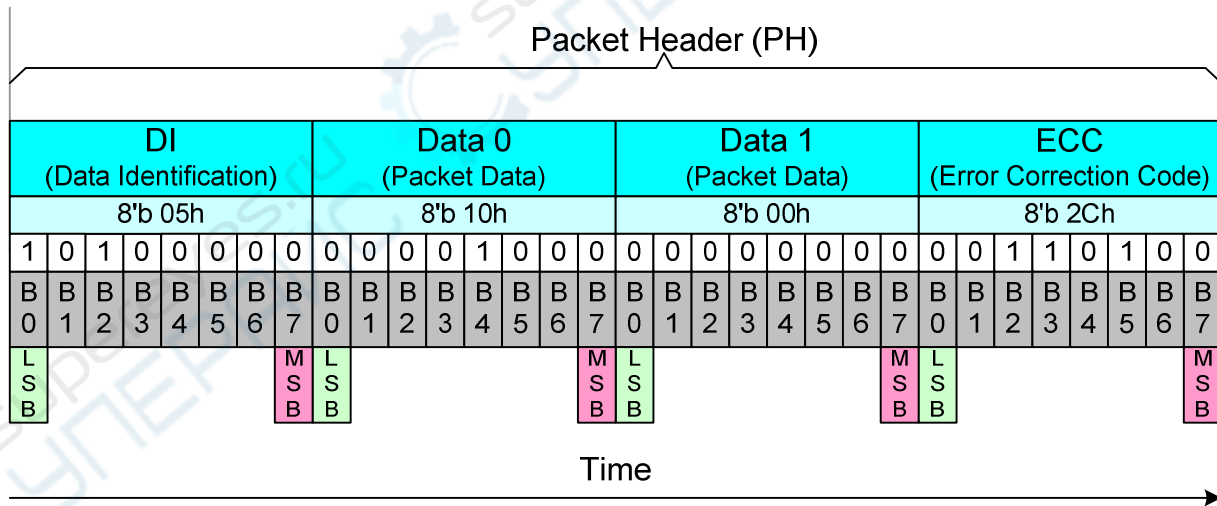 Packet Header (PH)
DI Data 0 Data 1 ECC
(Data Identification) (Packet Data) (Packet Data) (Error Correction Code)
8'b 05h 8'b 10h 8'b 00h 8'b 2Ch
1 0 1 0 0 0 0 0 0 0 0 0 1 0 0 0 0 0 0 0 0 0 0 0 0 0 1 1 0 1 0 0
B0 B1 B2 B3 B4 B5 B6 B7 B0 B1 B2 B3 B4 B5 B6 B7 B0 B1 B2 B3 B4 B5 B6 B7 B0 B1 B2 B3 B4 B5 B6 B7
LSB MSB LSB MSB LSB MSB LSB MSB
Time
supereyes.ru
СУПЕРАЙС